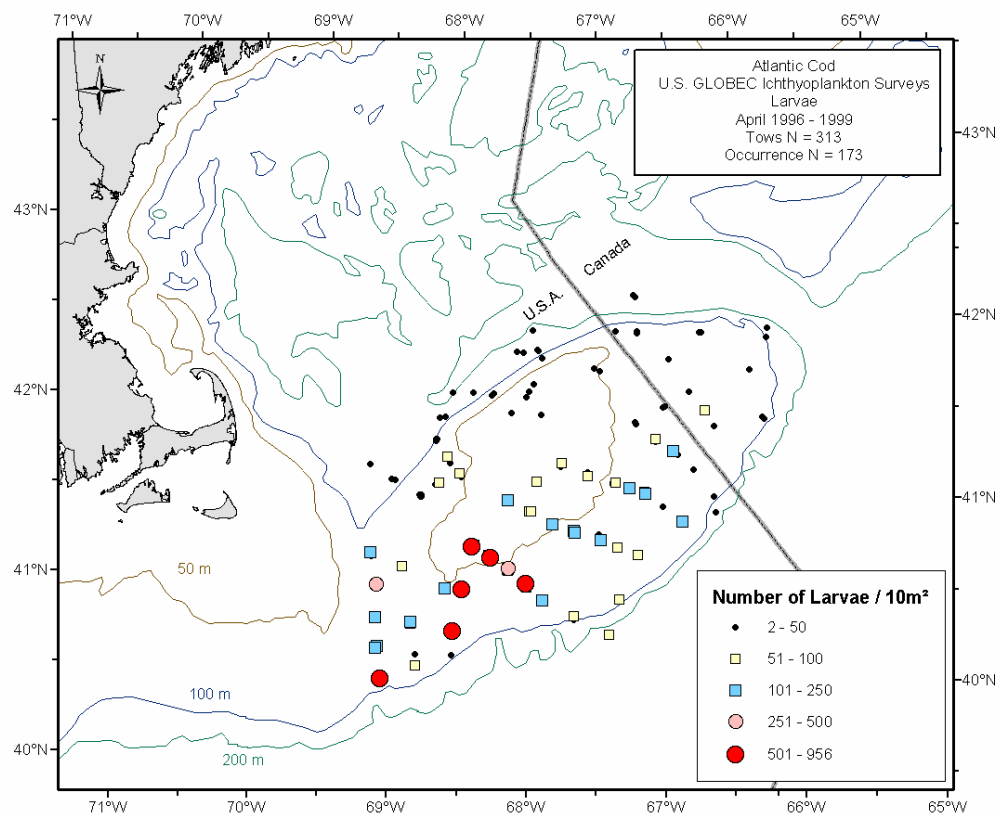 71°W 70°W 69°W 68°W 67°W 66°W 65°W
N
Atlantic Cod
U.S. GLOBEC Ichthyoplankton Surveys
Larvae
April 1996 - 1999
Tows N = 313
Occurrence N = 173
43°N
43°N
Canada
U.S.A.
42°N
42°N
41°N
41°N
50 m
40°N
100 m
40°N
200 m
Number of Larvae / 10m²
2 - 50
51 - 100
101 - 250
251 - 500
501 - 956
71°W 70°W 69°W 68°W 67°W 66°W 65°W